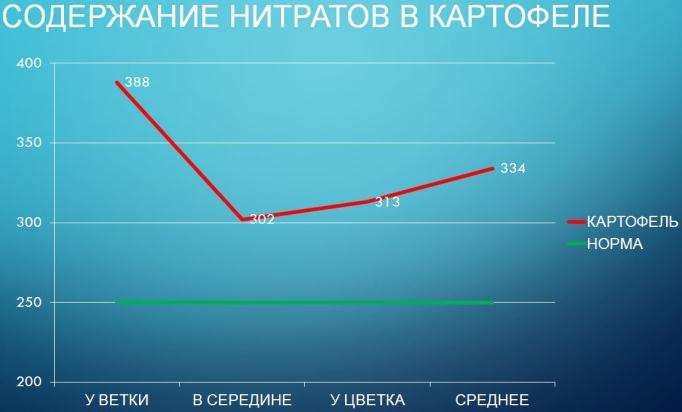 СОДЕРЖАНИЕ НИТРАТОВ В КАРТОФЕЛЕ
400
388
350
334
313
300
302
КАРТОФЕЛЬ
НОРМА
250
200
У ВЕТКИ
В СЕРЕДИНЕ
У ЦВЕТКА
СРЕДНЕЕ